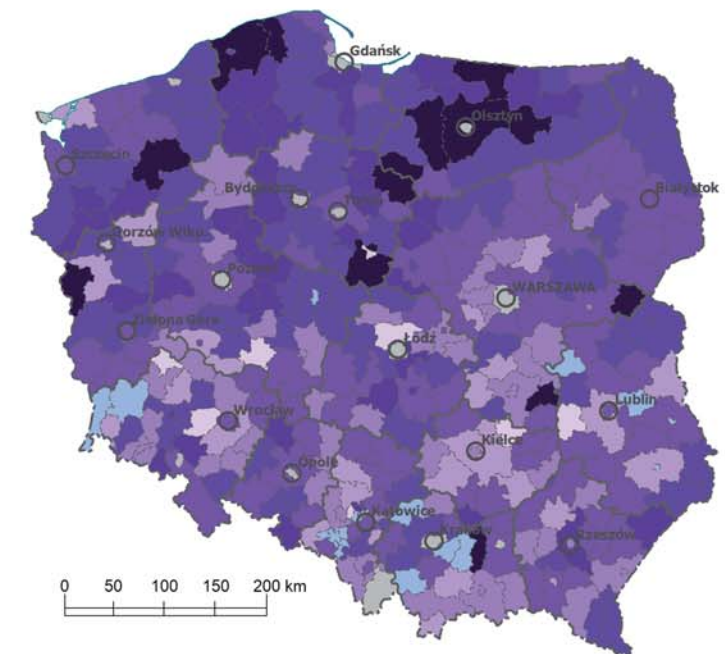 Gdańsk
Olsztyn
Szczecin
Bydgoszcz
Toruń
Białystok
Gorzów Wlkp.
Poznań
WARSZAWA
Zielona Góra
Łódź
Wrocław
Lublin
Kielce
Opole
Katowice
Kraków
Rzeszów
0 50 100 150 200 km